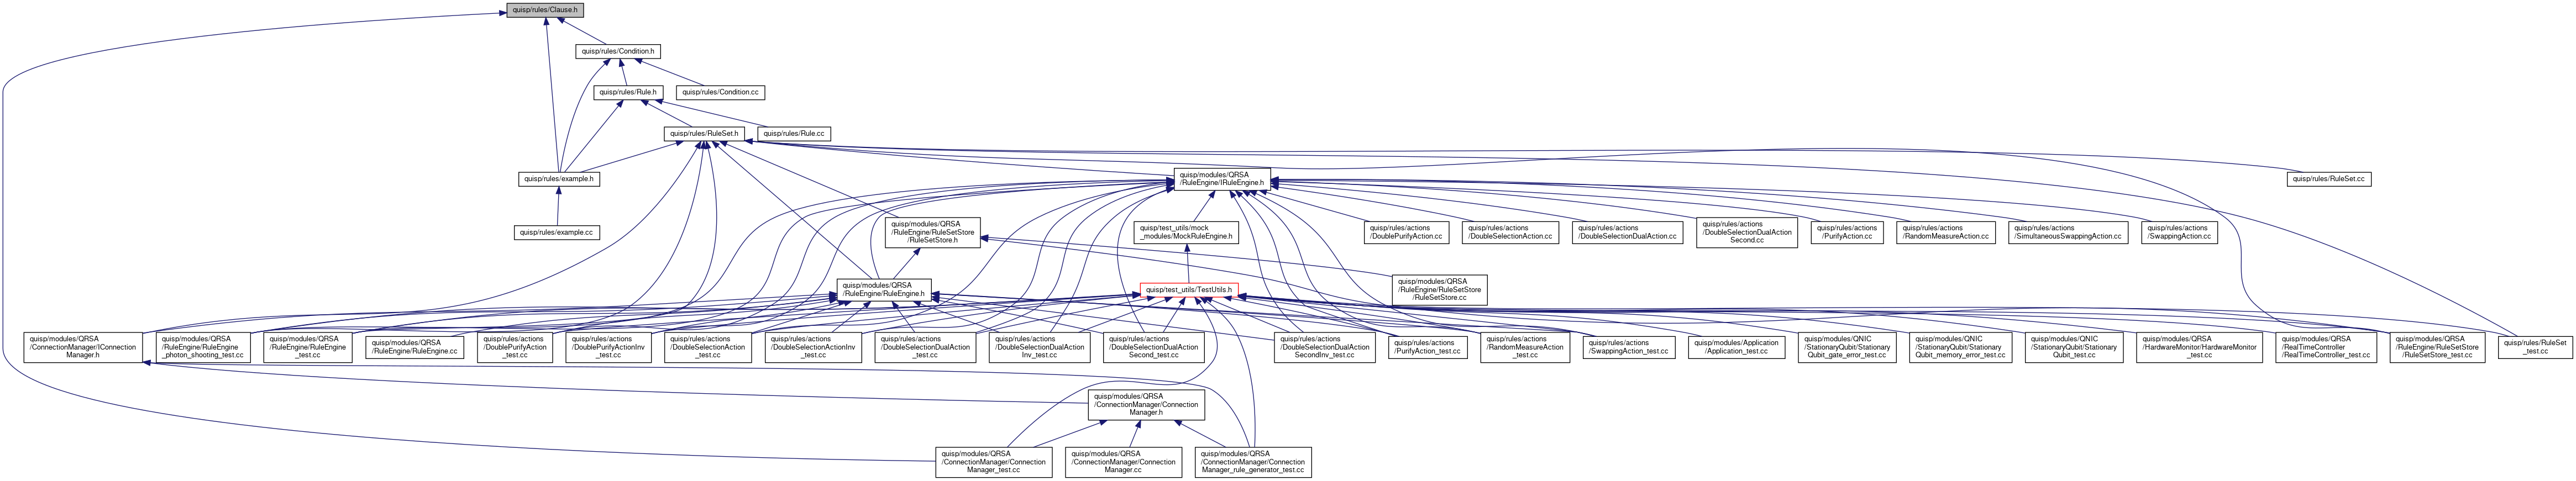 quisp/rules/Clause.h
quisp/rules/Condition.h
quisp/rules/Rule.h
quisp/rules/Condition.cc
quisp/rules/RuleSet.h
quisp/rules/Rule.cc
quisp/rules/example.h
quisp/modules/QRSA
/RuleEngine/IRuleEngine.h
quisp/rules/RuleSet.cc
quisp/rules/example.cc
quisp/modules/QRSA
/RuleEngine/RuleSetStore
/RuleSetStore.h
quisp/test_utils/mock
_modules/MockRuleEngine.h
quisp/rules/actions
/DoublePurifyAction.cc
quisp/rules/actions
/DoubleSelectionAction.cc
quisp/rules/actions
/DoubleSelectionDualAction.cc
quisp/rules/actions
/DoubleSelectionDualAction
Second.cc
quisp/rules/actions
/PurifyAction.cc
quisp/rules/actions
/RandomMeasureAction.cc
quisp/rules/actions
/SimultaneousSwappingAction.cc
quisp/rules/actions
/SwappingAction.cc
quisp/modules/QRSA
/RuleEngine/RuleEngine.h
quisp/test_utils/TestUtils.h
quisp/modules/QRSA
/RuleEngine/RuleSetStore
/RuleSetStore.cc
quisp/modules/QRSA
/ConnectionManager/IConnection
Manager.h
quisp/modules/QRSA
/RuleEngine/RuleEngine
_photon_shooting_test.cc
quisp/modules/QRSA
/RuleEngine/RuleEngine
_test.cc
quisp/modules/QRSA
/RuleEngine/RuleEngine.cc
quisp/rules/actions
/DoublePurifyAction
_test.cc
quisp/rules/actions
/DoublePurifyActionInv
_test.cc
quisp/rules/actions
/DoubleSelectionAction
_test.cc
quisp/rules/actions
/DoubleSelectionActionInv
_test.cc
quisp/rules/actions
/DoubleSelectionDualAction
_test.cc
quisp/rules/actions
/DoubleSelectionDualAction
Inv_test.cc
quisp/rules/actions
/DoubleSelectionDualAction
Second_test.cc
quisp/rules/actions
/DoubleSelectionDualAction
SecondInv_test.cc
quisp/rules/actions
/PurifyAction_test.cc
quisp/rules/actions
/RandomMeasureAction
_test.cc
quisp/rules/actions
/SwappingAction_test.cc
quisp/modules/Application
/Application_test.cc
quisp/modules/QNIC
/StationaryQubit/Stationary
Qubit_gate_error_test.cc
quisp/modules/QNIC
/StationaryQubit/Stationary
Qubit_memory_error_test.cc
quisp/modules/QNIC
/StationaryQubit/Stationary
Qubit_test.cc
quisp/modules/QRSA
/HardwareMonitor/HardwareMonitor
_test.cc
quisp/modules/QRSA
/RealTimeController
/RealTimeController_test.cc
quisp/modules/QRSA
/RuleEngine/RuleSetStore
/RuleSetStore_test.cc
quisp/rules/RuleSet
_test.cc
quisp/modules/QRSA
/ConnectionManager/Connection
Manager.h
quisp/modules/QRSA
/ConnectionManager/Connection
Manager_test.cc
quisp/modules/QRSA
/ConnectionManager/Connection
Manager.cc
quisp/modules/QRSA
/ConnectionManager/Connection
Manager_rule_generator_test.cc